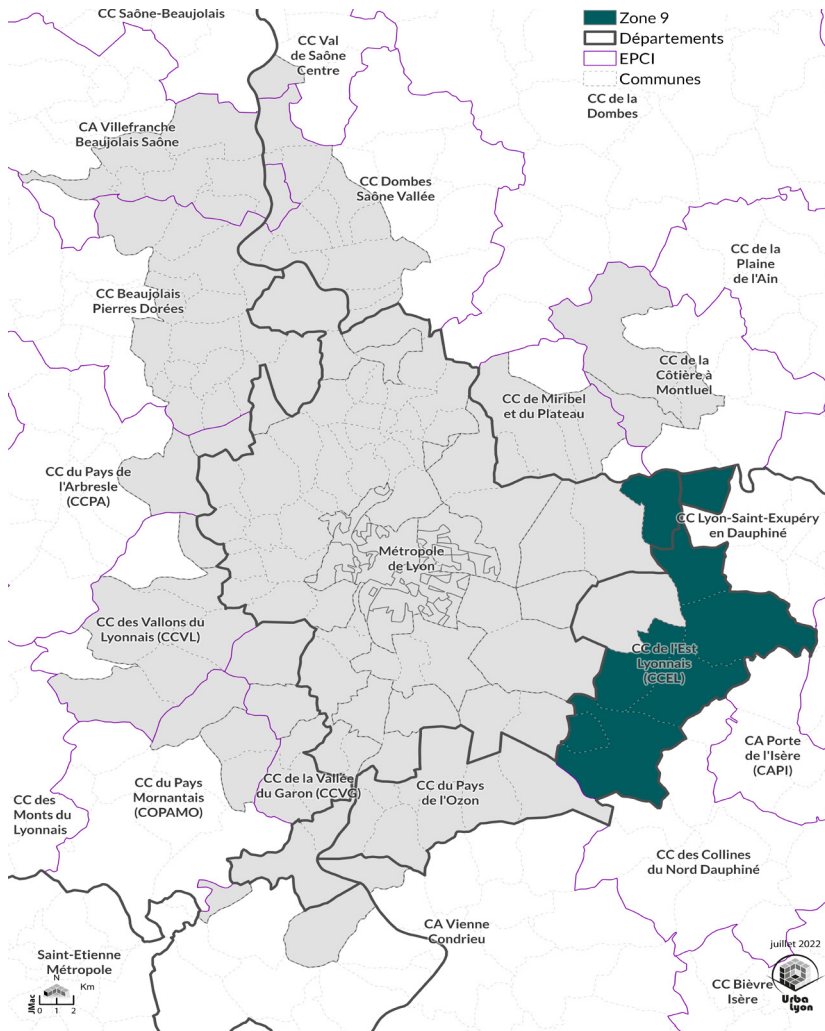 CC Saône-Beaujolais
Zone 9
Départements
EPCI
Communes
CC Val
de Saône
Centre
CC de la
Dombes
CA Villefranche
Beaujolais Saône
CC Dombes
Saône Vallée
CC de la
Plaine
de l'Ain
CC Beaujolais
Pierres Dorées
CC de la
Côtière à
Montluel
CC de Miribel
et du Plateau
CC du Pays de
l'Arbresle
(CCPA)
CC Lyon-Saint-Exupéry
en Dauphiné
Métropole
de Lyon
CC des Vallons du
Lyonnais (CCVL)
CC de l'Est
Lyonnais
(CCEL)
CA Porte
de l'Isère
(CAPI)
CC de la Vallée
du Garon (CCVG)
CC du Pays
de l'Ozon
CC du Pays
Mornantais
(COPAMO)
CC des
Monts du
Lyonnais
CC des Collines
du Nord Dauphiné
CA Vienne
Condrieu
juillet 2022
Saint-Etienne
Métropole
N
Km
0 1 2
JMac
CC Bièvre
Isère
Urba
Lyon